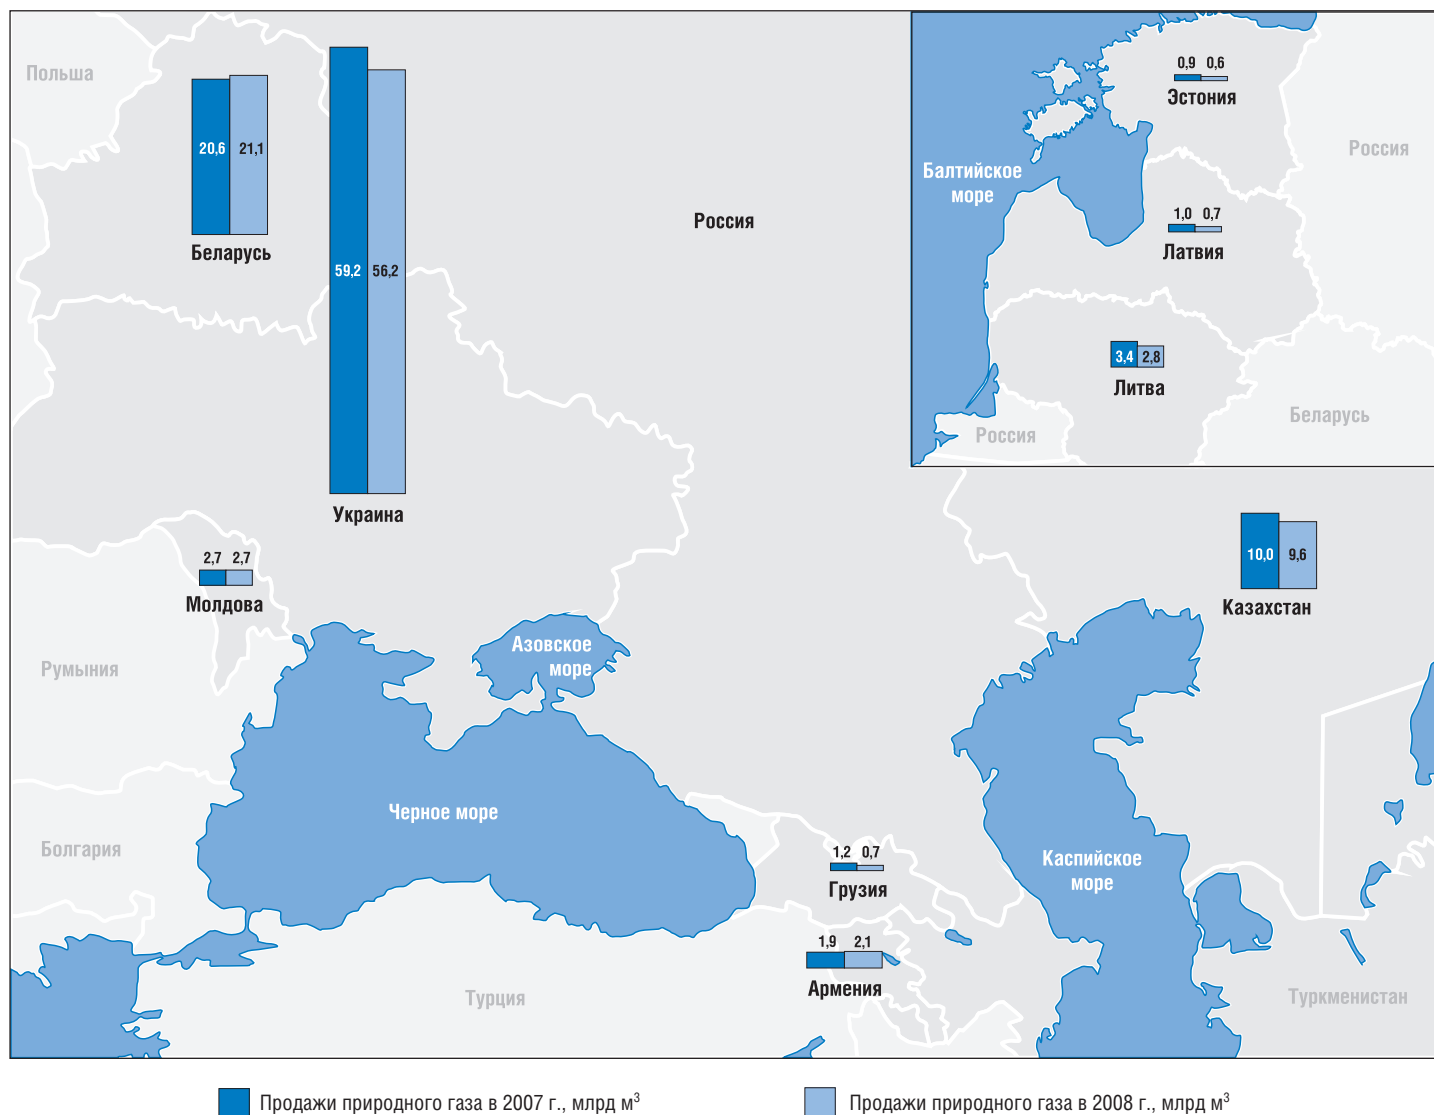 Польша
20,6 21,1
Беларусь
59,2 56,2
Украина
Россия
0,9 0,6
Эстония
Россия
Балтийское
море
1,0 0,7
Латвия
3,4 2,8
Литва
Беларусь
Россия
2,7 2,7
Молдова
10,0 9,6
Казахстан
Румыния
Азовское
море
Черное море
Болгария
1,2 0,7
Грузия
Каспийское
море
1,9 2,1
Армения
Турция
Туркменистан
Продажи природного газа в 2007 г., млрд м³
Продажи природного газа в 2008 г., млрд м³